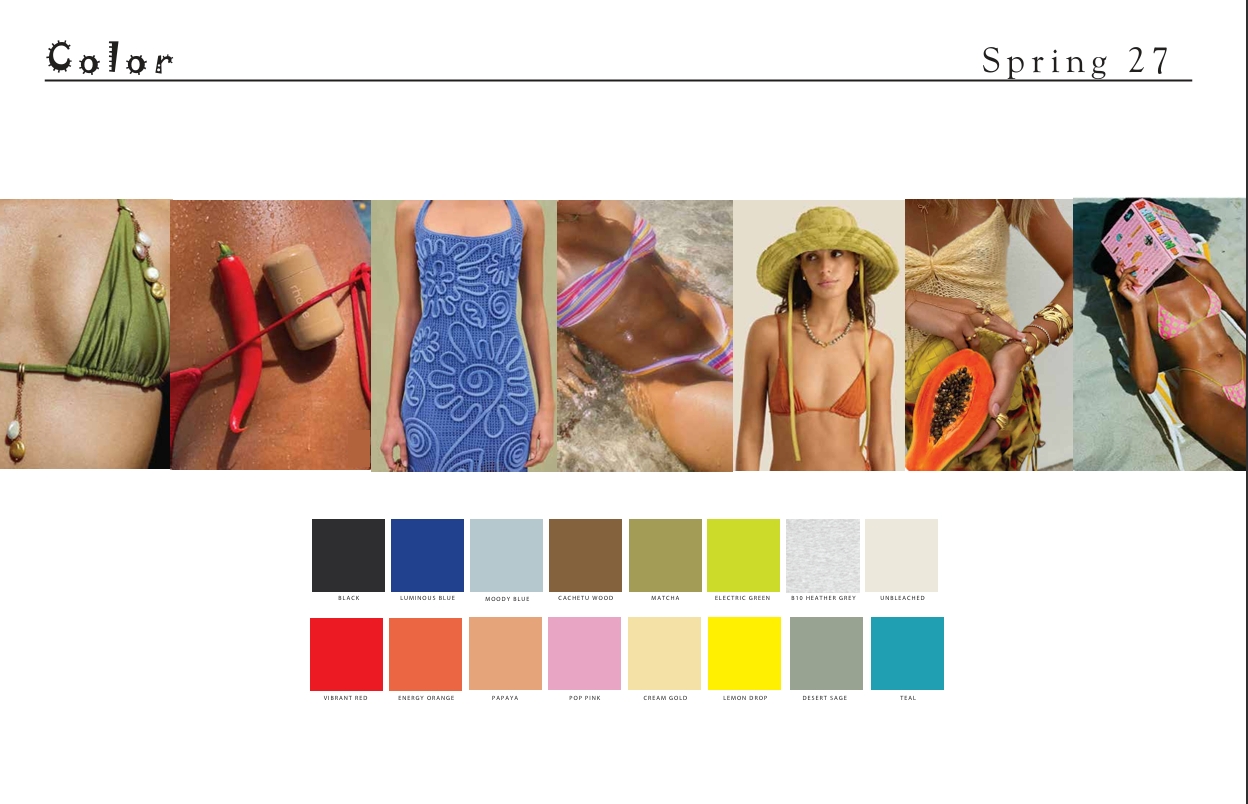 Color
Spring 27
BLACK
LUMINOUS BLUE
MOODY BLUE
CACHETU WOOD
MATCHA
ELECTRIC GREEN
B10 HEATHER GREY
UNBLEACHED
VIBRANT RED
ENERGY ORANGE
PAPAYA
POP PINK
CREAM GOLD
LEMON DROP
DESERT SAGE
TEAL